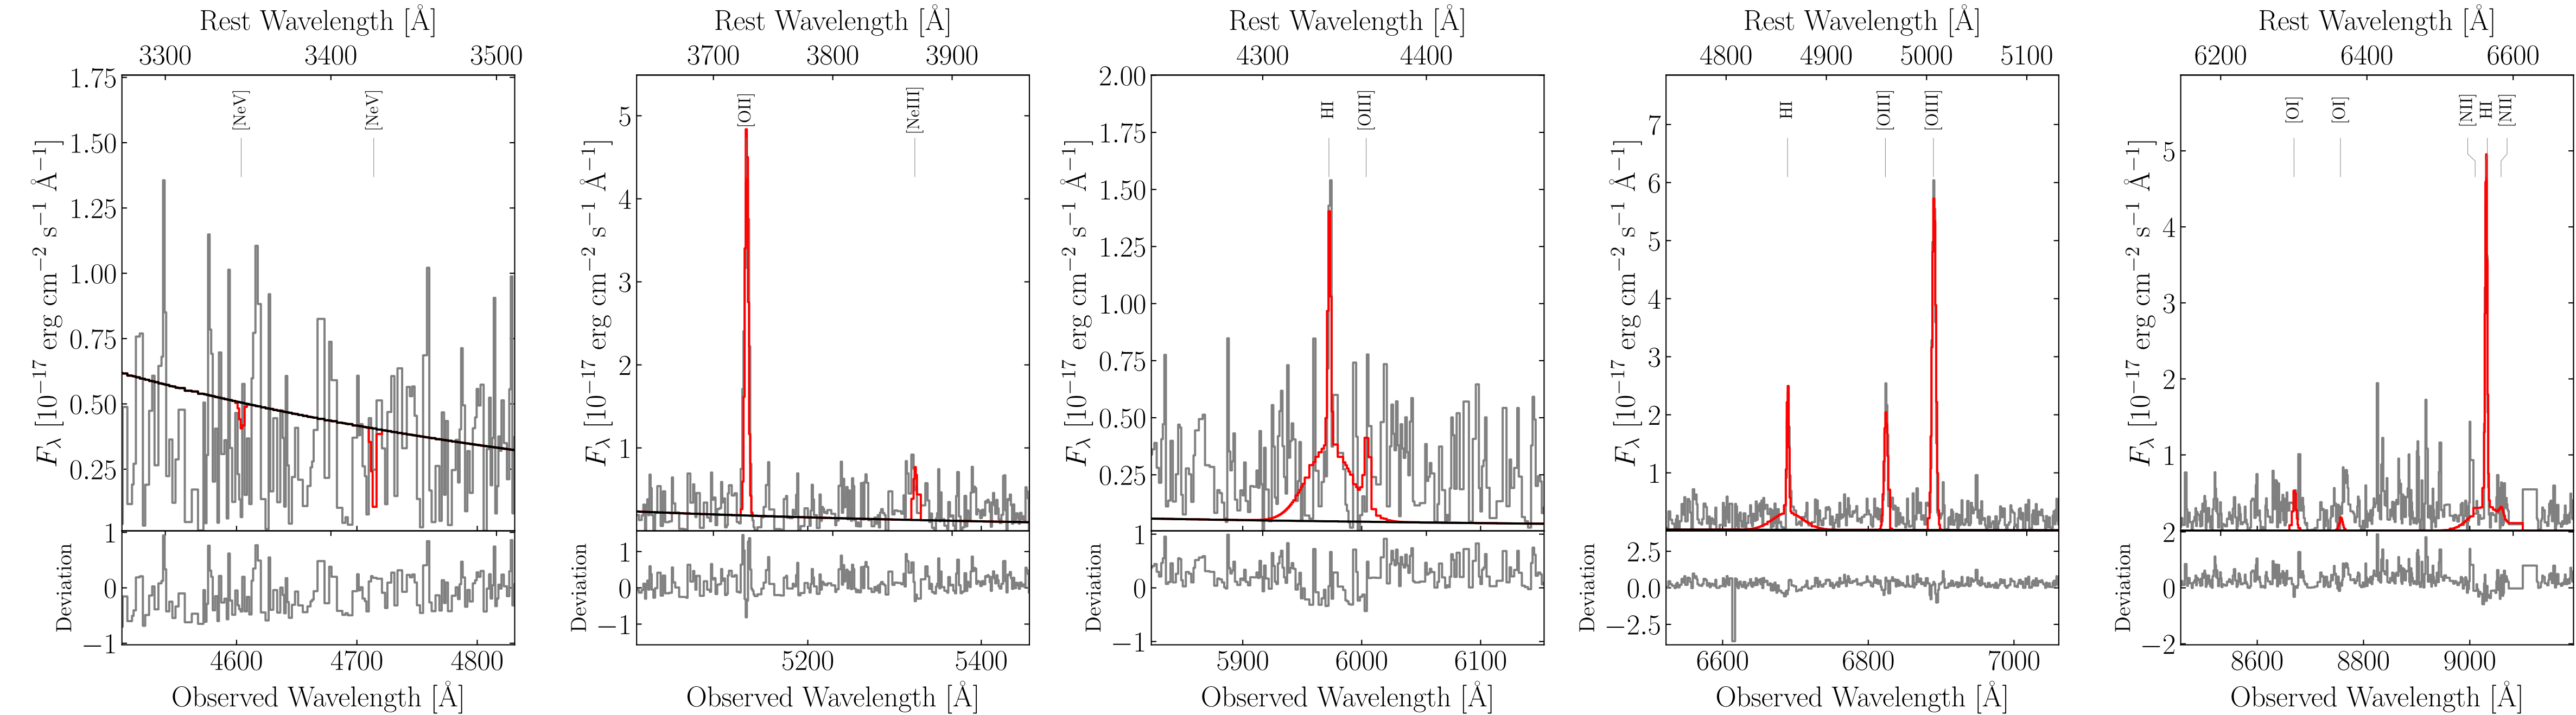 Rest Wavelength [Å]
3300 3400 3500
1.75
1.50
1.25
1.00
0.75
0.50
0.25
[NeV] [NeV]
F_λ [10⁻¹⁷ erg cm⁻² s⁻¹ Å⁻¹]
1
0
−1
Deviation
4600 4700 4800
Observed Wavelength [Å]
Rest Wavelength [Å]
3700 3800 3900
5
4
3
2
1
[OII] [NeIII]
F_λ [10⁻¹⁷ erg cm⁻² s⁻¹ Å⁻¹]
1
0
−1
Deviation
5200 5400
Observed Wavelength [Å]
Rest Wavelength [Å]
4300 4400
2.00
1.75
1.50
1.25
1.00
0.75
0.50
0.25
HI [OIII]
F_λ [10⁻¹⁷ erg cm⁻² s⁻¹ Å⁻¹]
1
0
−1
Deviation
5900 6000 6100
Observed Wavelength [Å]
Rest Wavelength [Å]
4800 4900 5000 5100
7
6
5
4
3
2
1
HI [OIII] [OIII]
F_λ [10⁻¹⁷ erg cm⁻² s⁻¹ Å⁻¹]
2.5
0.0
−2.5
Deviation
6600 6800 7000
Observed Wavelength [Å]
Rest Wavelength [Å]
6200 6400 6600
5
4
3
2
1
[OI] [OI] [NII] HI [NII]
F_λ [10⁻¹⁷ erg cm⁻² s⁻¹ Å⁻¹]
2
0
−2
Deviation
8600 8800 9000
Observed Wavelength [Å]